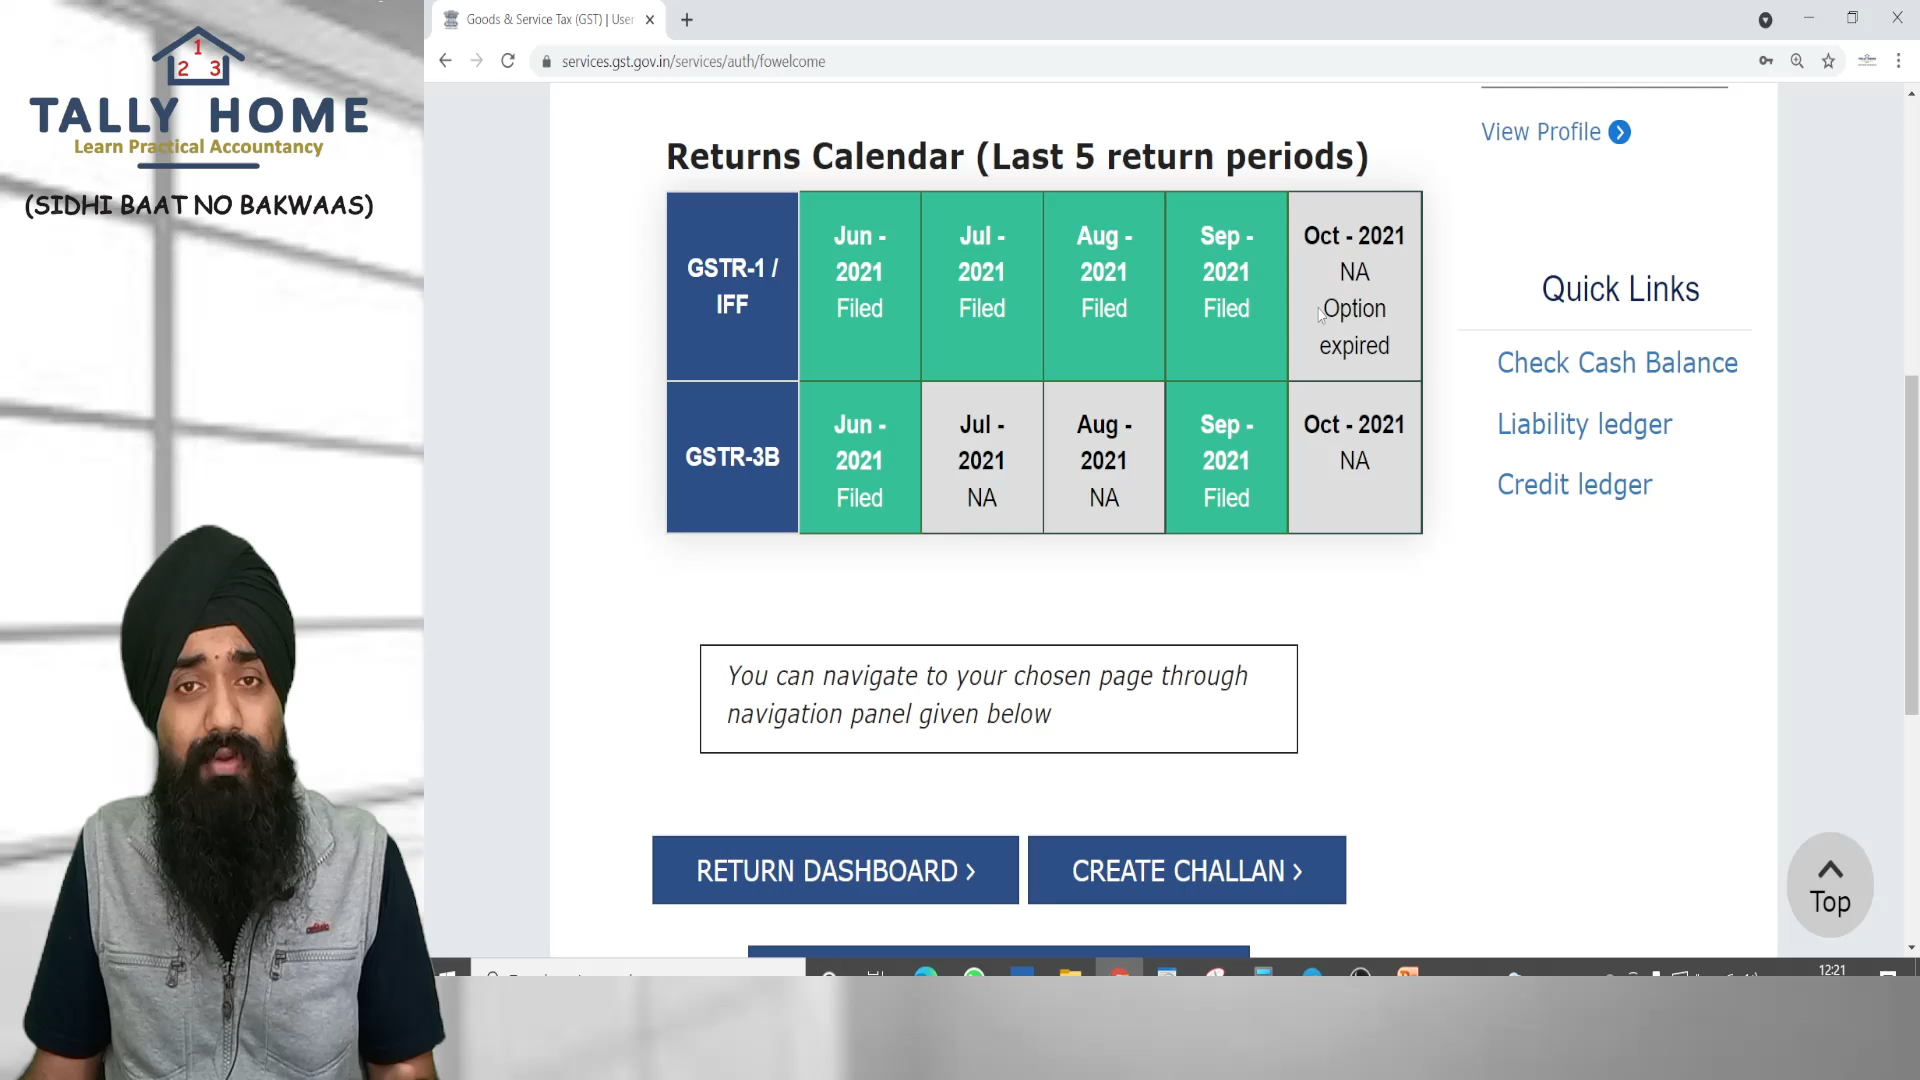 1
2 3
TALLY HOME
Learn Practical Accountancy
(SIDHI BAAT NO BAKWAAS)
Goods & Service Tax (GST) | User
services.gst.gov.in/services/auth/fowelcome
View Profile
Returns Calendar (Last 5 return periods)
GSTR-1 /
IFF
Jun -
2021
Filed
Jul -
2021
Filed
Aug -
2021
Filed
Sep -
2021
Filed
Oct - 2021
NA
Option
expired
GSTR-3B
Jun -
2021
Filed
Jul -
2021
NA
Aug -
2021
NA
Sep -
2021
Filed
Oct - 2021
NA
Quick Links
Check Cash Balance
Liability ledger
Credit ledger
You can navigate to your chosen page through
navigation panel given below
RETURN DASHBOARD >
CREATE CHALLAN >
Top
12:21